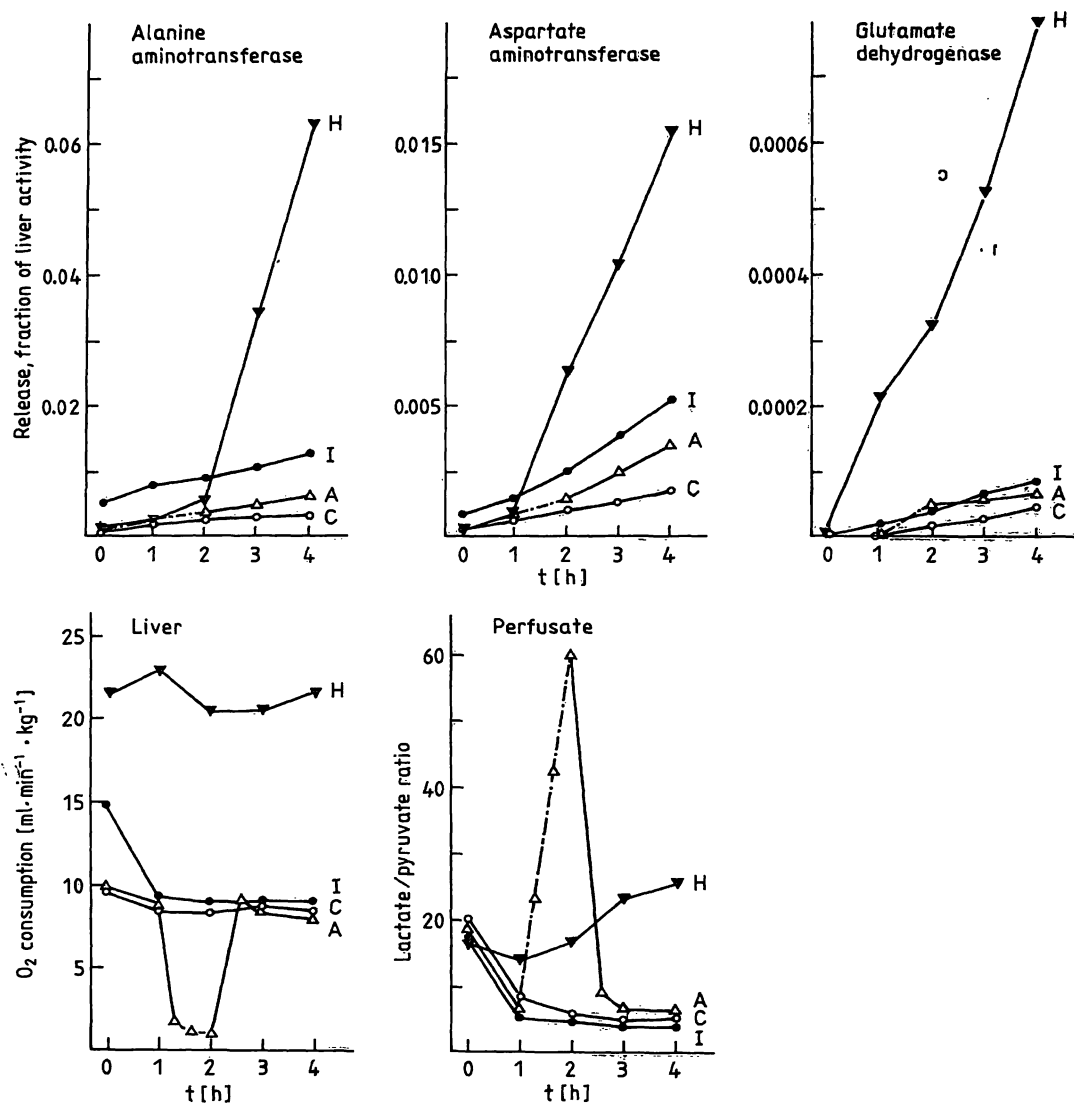 Alanine
aminotransferase
Release, fraction of liver activity
0.06
0.04
0.02
H
I
A
C
0 1 2 3 4
Aspartate
aminotransferase
0.015
0.010
0.005
H
I
A
C
0 1 2 3 4
t [h]
Glutamate
dehydrogenase
0.0006
0.0004
0.0002
H
I
A
C
0 1 2 3 4
Liver
O₂ consumption [ml·min⁻¹·kg⁻¹]
25
20
15
10
5
H
I
C
A
0 1 2 3 4
t [h]
Perfusate
Lactate/pyruvate ratio
60
40
20
H
A
C
I
0 1 2 3 4
t [h]